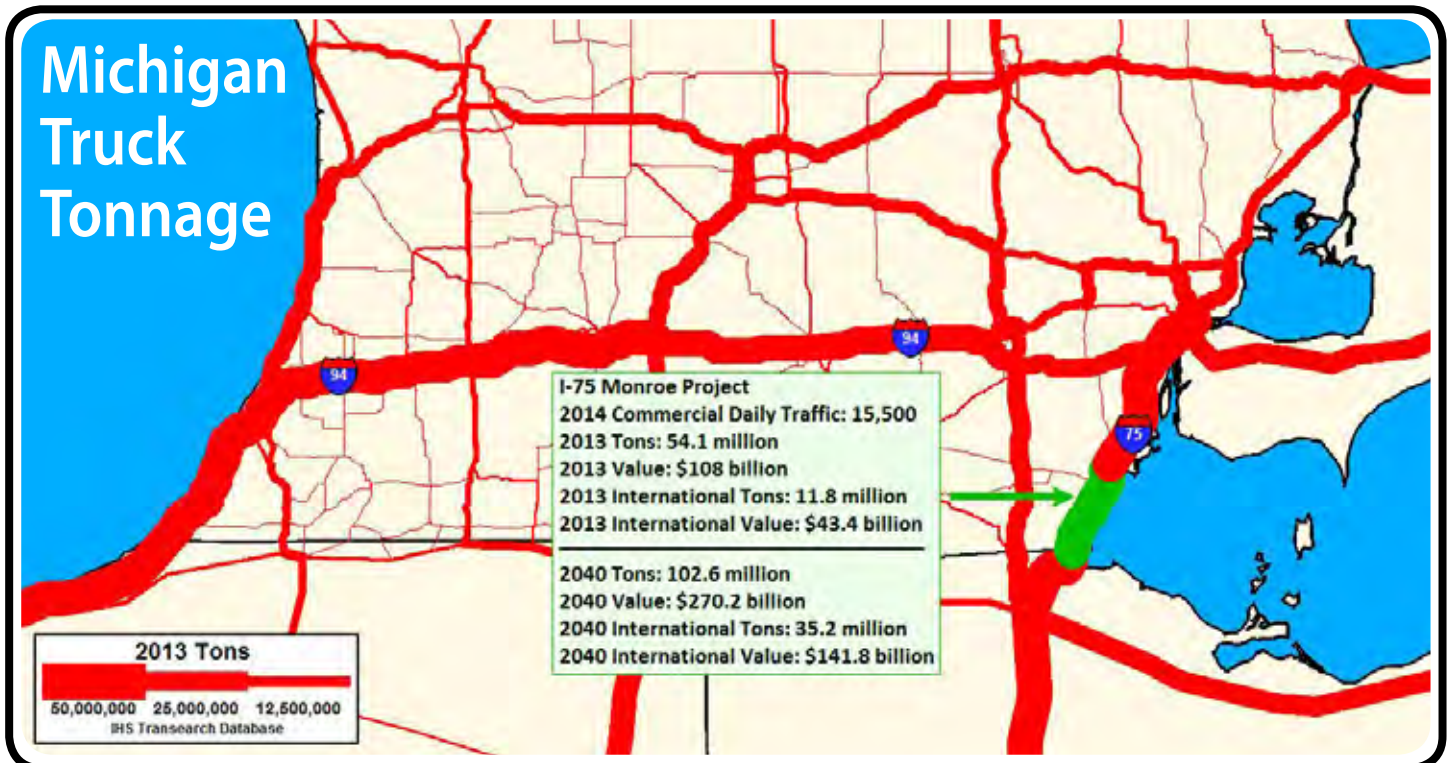 Michigan
Truck
Tonnage
94
94
75
I-75 Monroe Project
2014 Commercial Daily Traffic: 15,500
2013 Tons: 54.1 million
2013 Value: $108 billion
2013 International Tons: 11.8 million
2013 International Value: $43.4 billion
2040 Tons: 102.6 million
2040 Value: $270.2 billion
2040 International Tons: 35.2 million
2040 International Value: $141.8 billion
2013 Tons
50,000,000 25,000,000 12,500,000
IHS Transearch Database